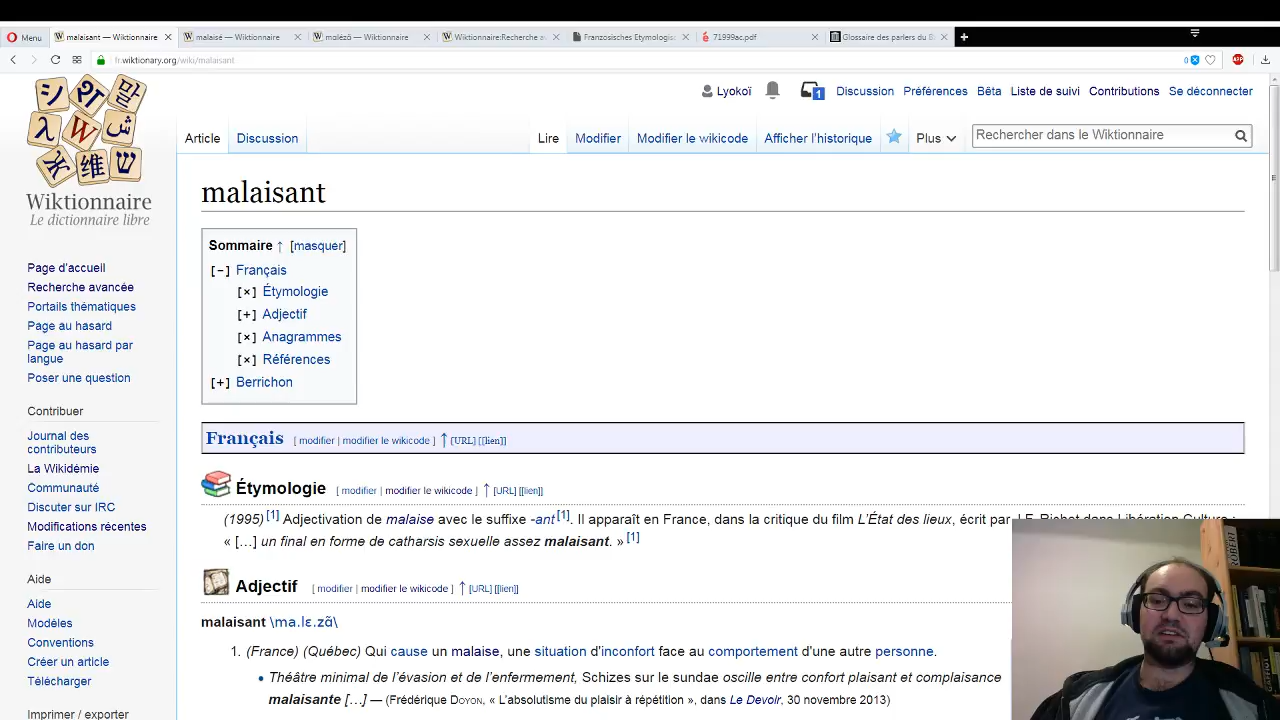 Menu
malaisant — Wiktionnaire
malaisé — Wiktionnaire
Wiktionnaire:Recherche a
Französisches Etymologis
71999ac.pdf
Glossaire des parlers du B
fr.wiktionary.org/wiki/malaisant
0
ABP
Lyokoï
1
Discussion Préférences Bêta Liste de suivi Contributions Se déconnecter
Article Discussion
Lire Modifier Modifier le wikicode Afficher l'historique Plus
Rechercher dans le Wiktionnaire
Wiktionnaire
Le dictionnaire libre
Page d'accueil
Recherche avancée
Portails thématiques
Page au hasard
Page au hasard par
langue
Poser une question
Contribuer
Journal des
contributeurs
La Wikidémie
Communauté
Discuter sur IRC
Modifications récentes
Faire un don
Aide
Aide
Modèles
Conventions
Créer un article
Télécharger
Imprimer / exporter
malaisant
Sommaire ↑ [masquer]
[−] Français
[×] Étymologie
[+] Adjectif
[×] Anagrammes
[×] Références
[+] Berrichon
Français [ modifier | modifier le wikicode ] ↑ [URL] [[lien]]
Étymologie [ modifier | modifier le wikicode ] ↑ [URL] [[lien]]
(1995)[1] Adjectivation de malaise avec le suffixe -ant[1]. Il apparaît en France, dans la critique du film L'État des lieux, écrit par
« […] un final en forme de catharsis sexuelle assez malaisant. » [1]
Adjectif [ modifier | modifier le wikicode ] ↑ [URL] [[lien]]
malaisant \ma.lɛ.zɑ̃\
1. (France) (Québec) Qui cause un malaise, une situation d'inconfort face au comportement d'une autre personne.
• Théâtre minimal de l'évasion et de l'enfermement, Schizes sur le sundae oscille entre confort plaisant et complaisance
malaisante […] — (Frédérique Doyon, « L'absolutisme du plaisir à répétition », dans Le Devoir, 30 novembre 2013)